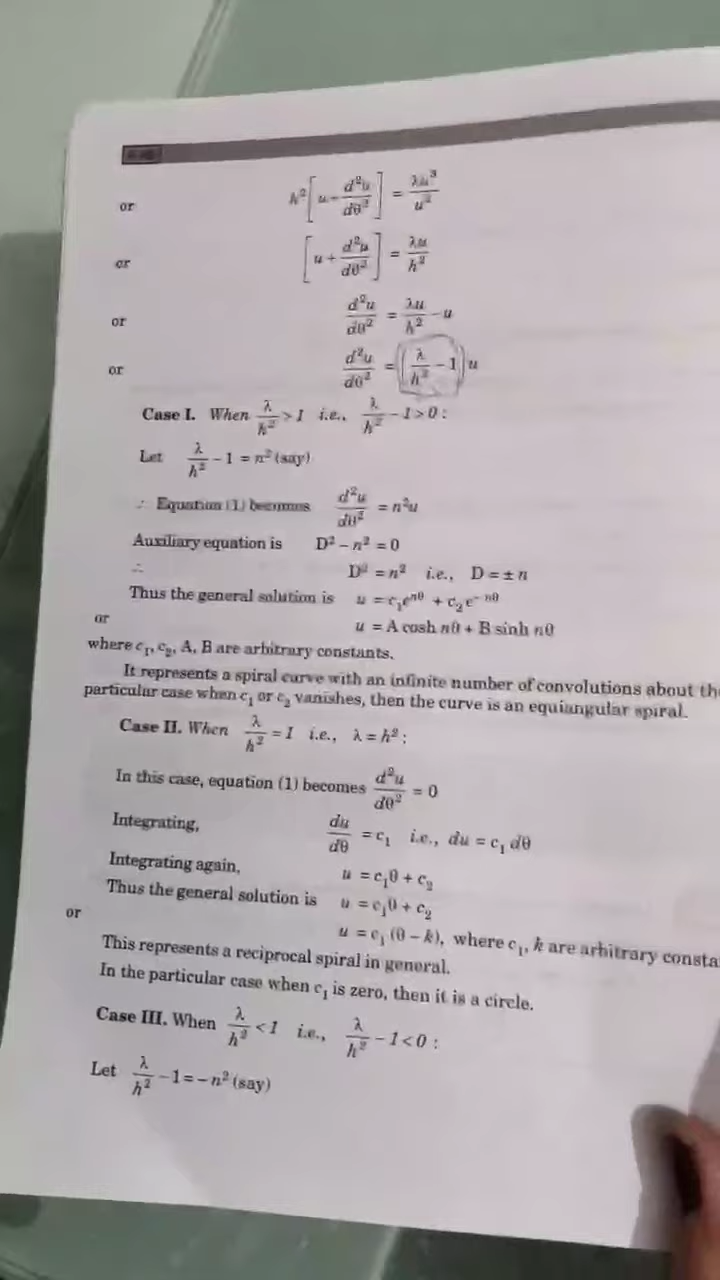 or h²[u + d²u/dθ²] = λu³/u²
or [u + d²u/dθ²] = λu/h²
or d²u/dθ² = λu/h² – u
or d²u/dθ² = (λ/h² – 1)u
Case I. When λ/h² > 1 i.e., λ/h² – 1 > 0 :
Let λ/h² – 1 = n² (say)
∴ Equation (1) becomes d²u/dθ² = n²u
Auxiliary equation is D² – n² = 0
∴ D² = n² i.e., D = ± n
Thus the general solution is u = c₁eⁿᶿ + c₂e⁻ⁿᶿ
or u = A cosh nθ + B sinh nθ
where c₁, c₂, A, B are arbitrary constants.
It represents a spiral curve with an infinite number of convolutions about the
particular case when c₁ or c₂ vanishes, then the curve is an equiangular spiral.
Case II. When λ/h² = 1 i.e., λ = h² ;
In this case, equation (1) becomes d²u/dθ² = 0
Integrating, du/dθ = c₁ i.e., du = c₁ dθ
Integrating again, u = c₁θ + c₂
Thus the general solution is u = c₁θ + c₂
or u = c₁ (θ – k), where c₁, k are arbitrary consta
This represents a reciprocal spiral in general.
In the particular case when c₁ is zero, then it is a circle.
Case III. When λ/h² < 1 i.e., λ/h² – 1 < 0 :
Let λ/h² – 1 = – n² (say)